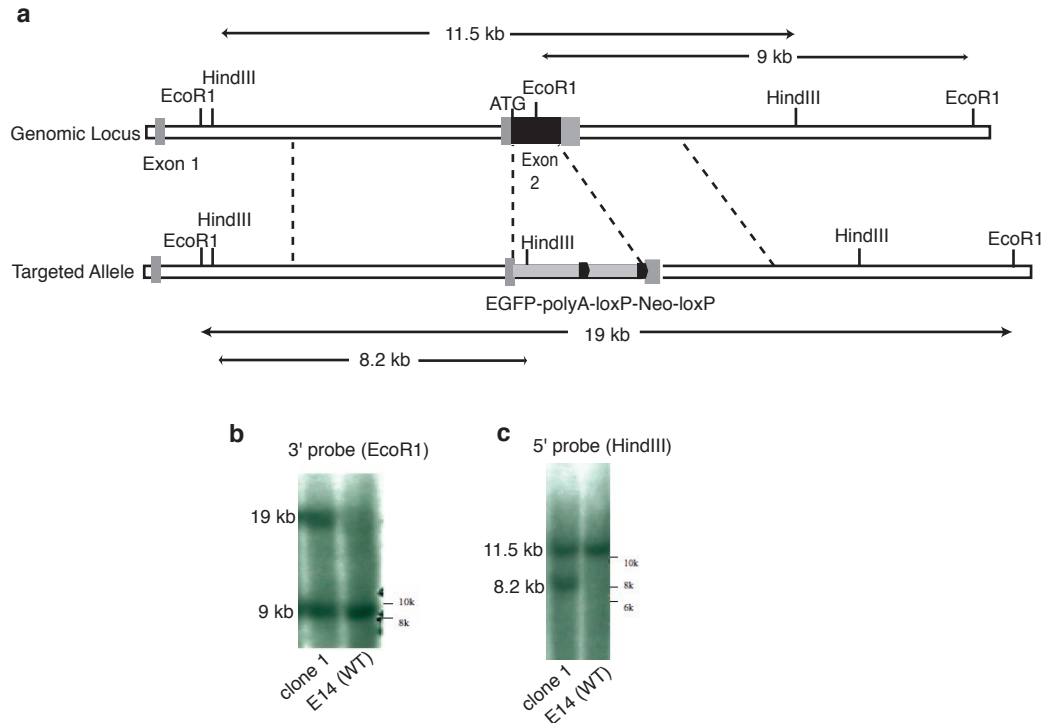 a
11.5 kb
9 kb
HindIII
EcoR1
ATG
EcoR1
HindIII
EcoR1
Genomic Locus
Exon 1
Exon
2
HindIII
EcoR1
HindIII
HindIII
EcoR1
Targeted Allele
EGFP-polyA-loxP-Neo-loxP
19 kb
8.2 kb
b
3' probe (EcoR1)
19 kb
9 kb
10k
8k
clone 1
E14 (WT)
c
5' probe (HindIII)
11.5 kb
8.2 kb
10k
8k
6k
clone 1
E14 (WT)